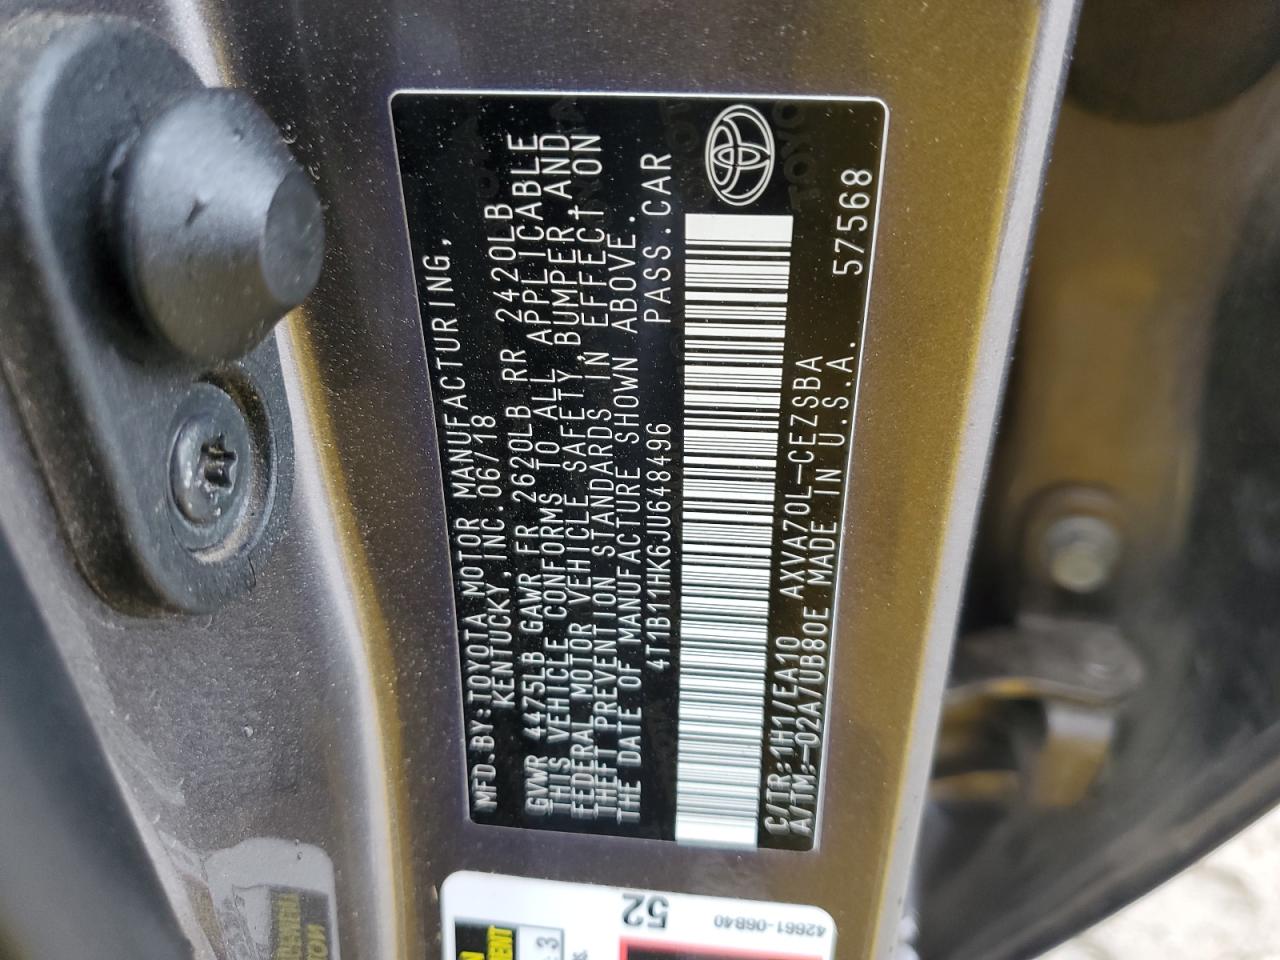 MFD.BY:TOYOTA MOTOR MANUFACTURING,
KENTUCKY,INC.06/18
GVWR 4475LB GAWR FR 2620LB RR 2420LB
THIS VEHICLE CONFORMS TO ALL APPLICABLE
FEDERAL MOTOR VEHICLE SAFETY, BUMPER,AND
THEFT PREVENTION STANDARDS IN EFFECT ON
THE DATE OF MANUFACTURE SHOWN ABOVE.
4T1B11HK6JU648496 PASS.CAR
C/TR:1H1/EA10 AXVA70L-CEZSBA
A/TM:-02A/UB80E MADE IN U.S.A. 57568
52
42661-06B40